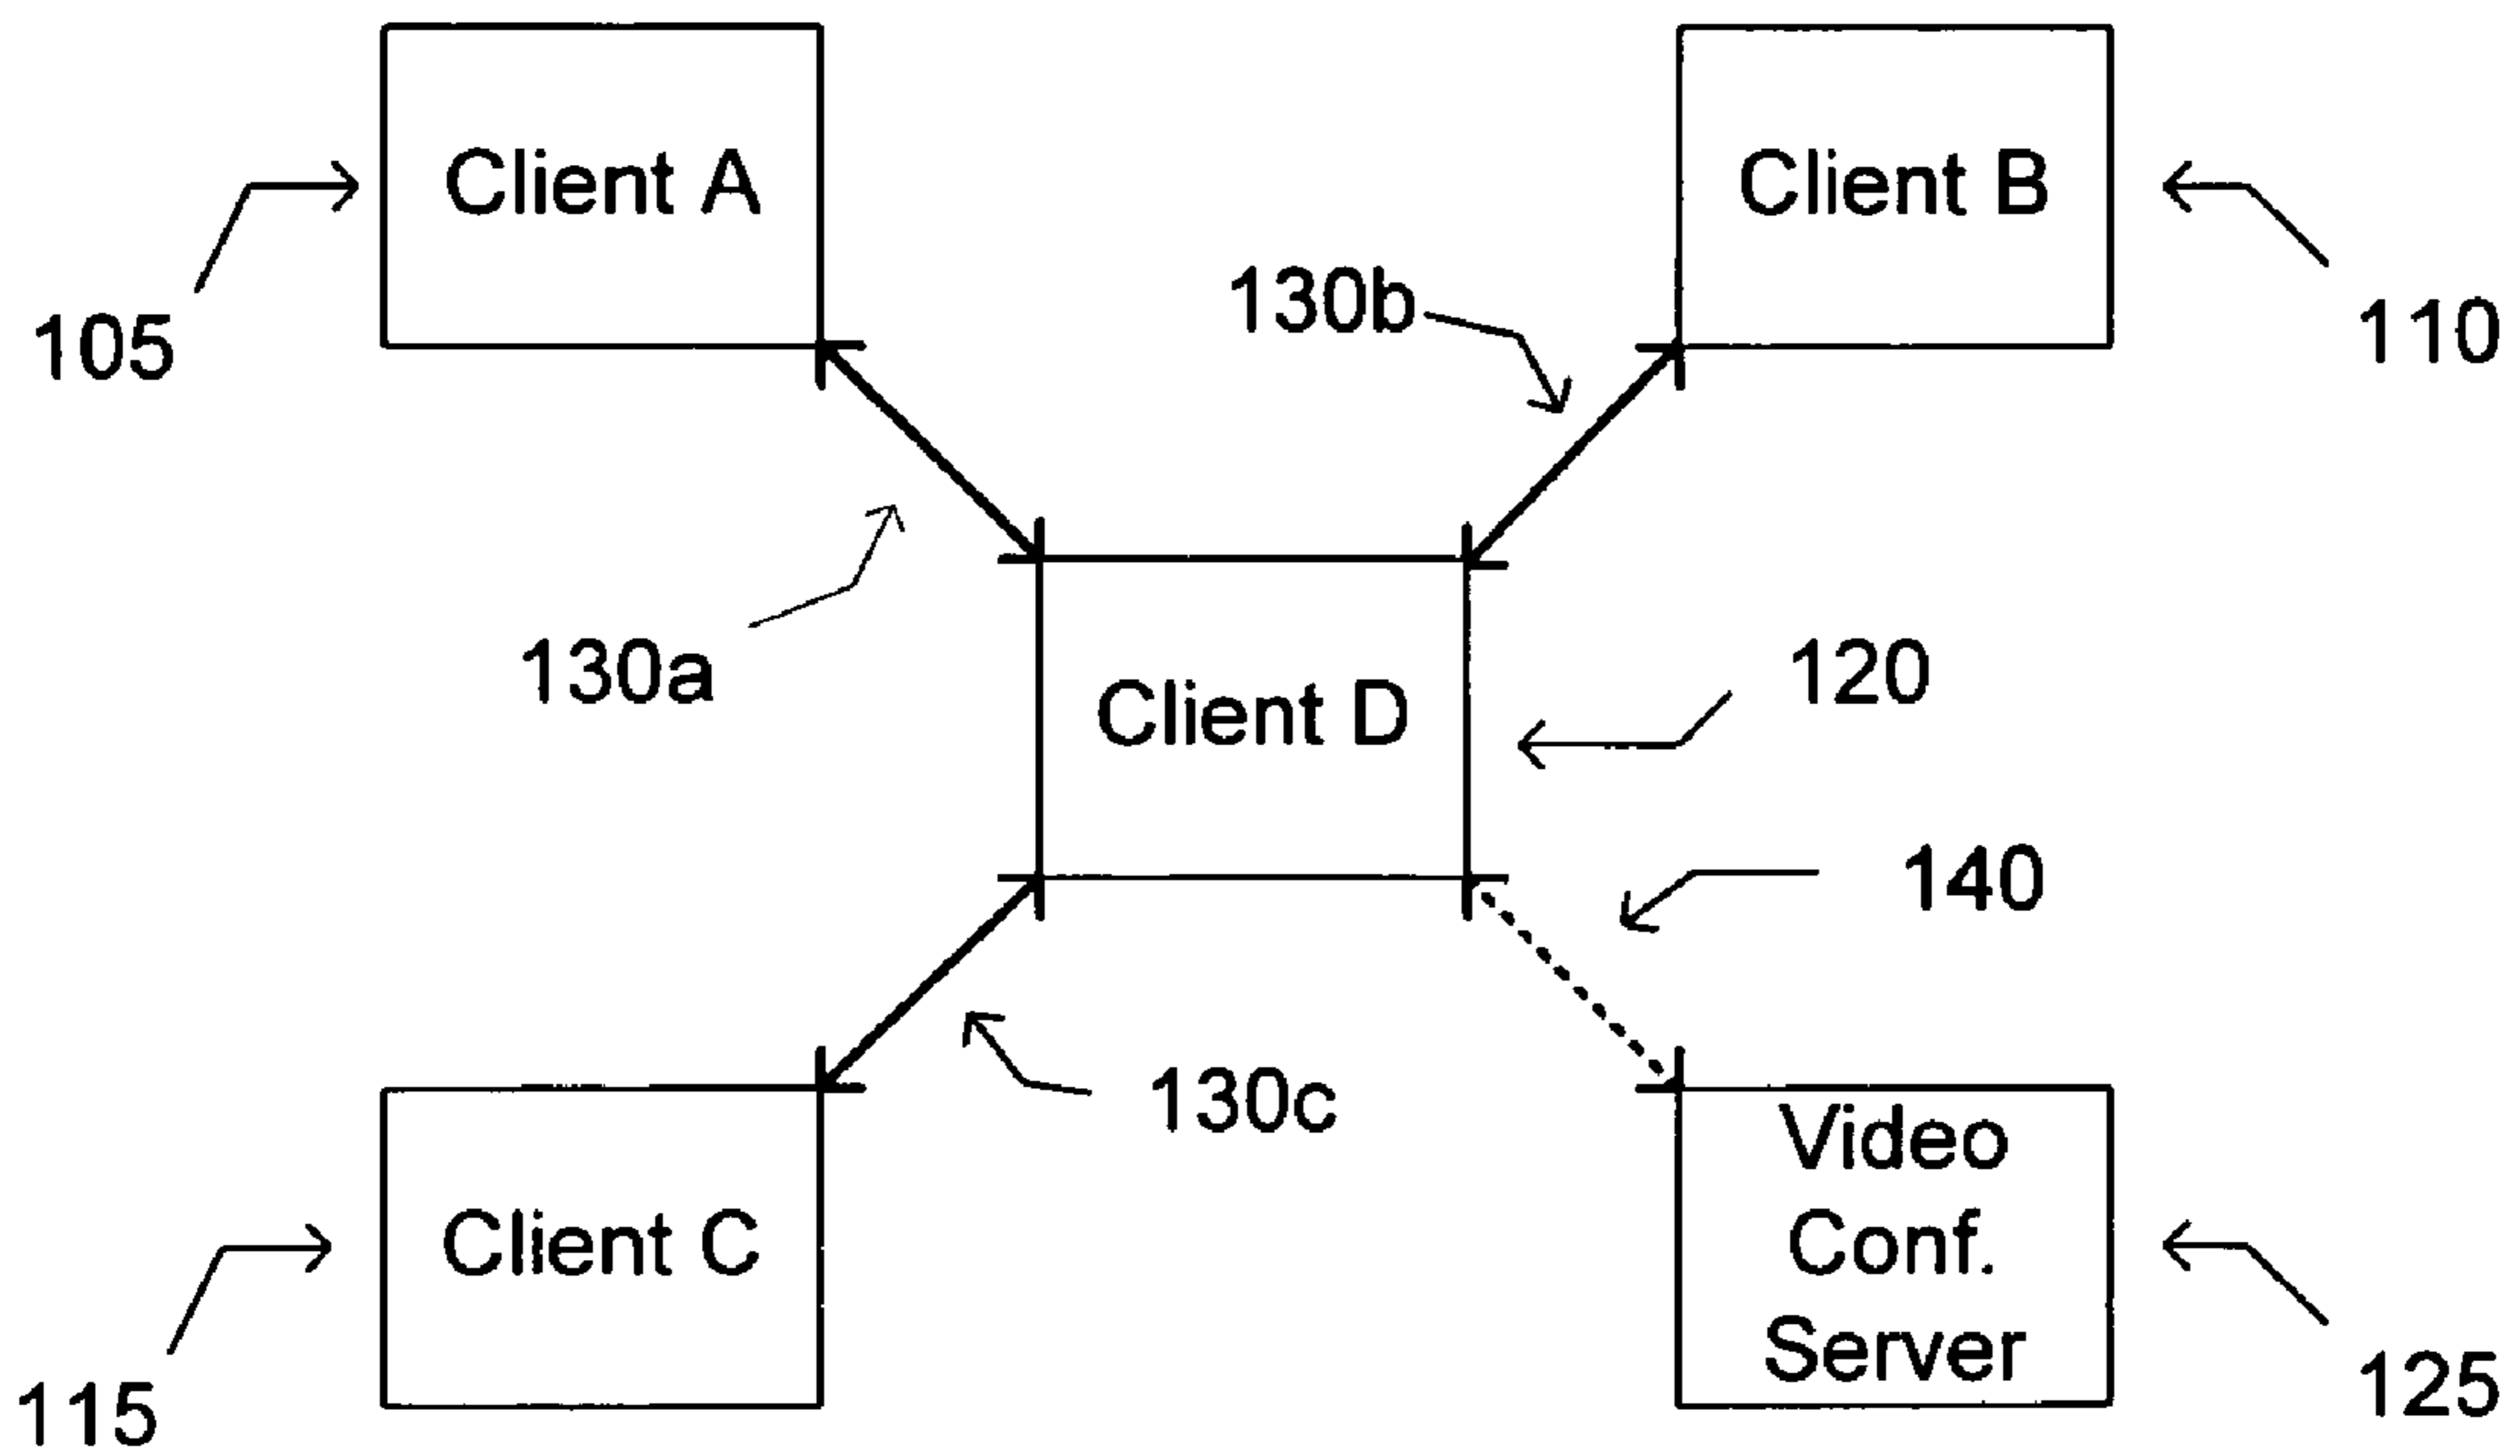 Client A
Client B
130b
105
110
130a
120
Client D
140
130c
Video
Conf.
Server
Client C
115
125